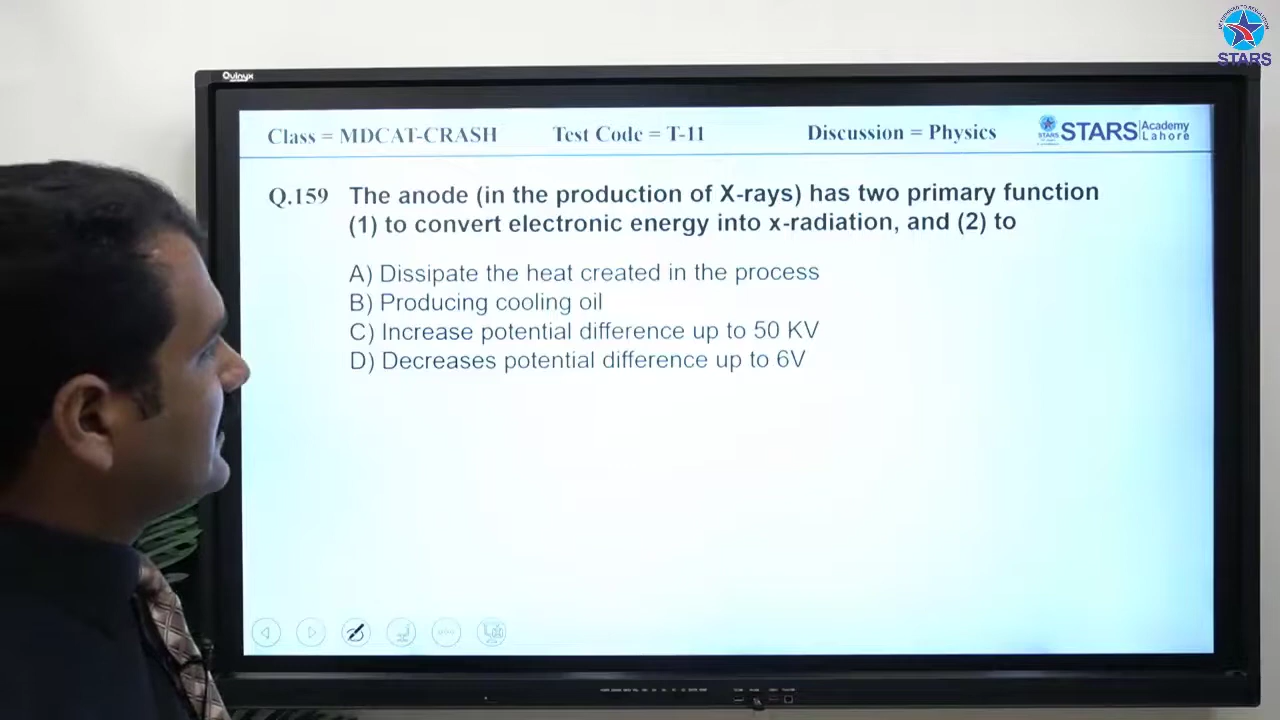 STARS
Qulnyx
Class = MDCAT-CRASH Test Code = T-11 Discussion = Physics STARS Academy Lahore
Q.159 The anode (in the production of X-rays) has two primary function
(1) to convert electronic energy into x-radiation, and (2) to
A) Dissipate the heat created in the process
B) Producing cooling oil
C) Increase potential difference up to 50 KV
D) Decreases potential difference up to 6V